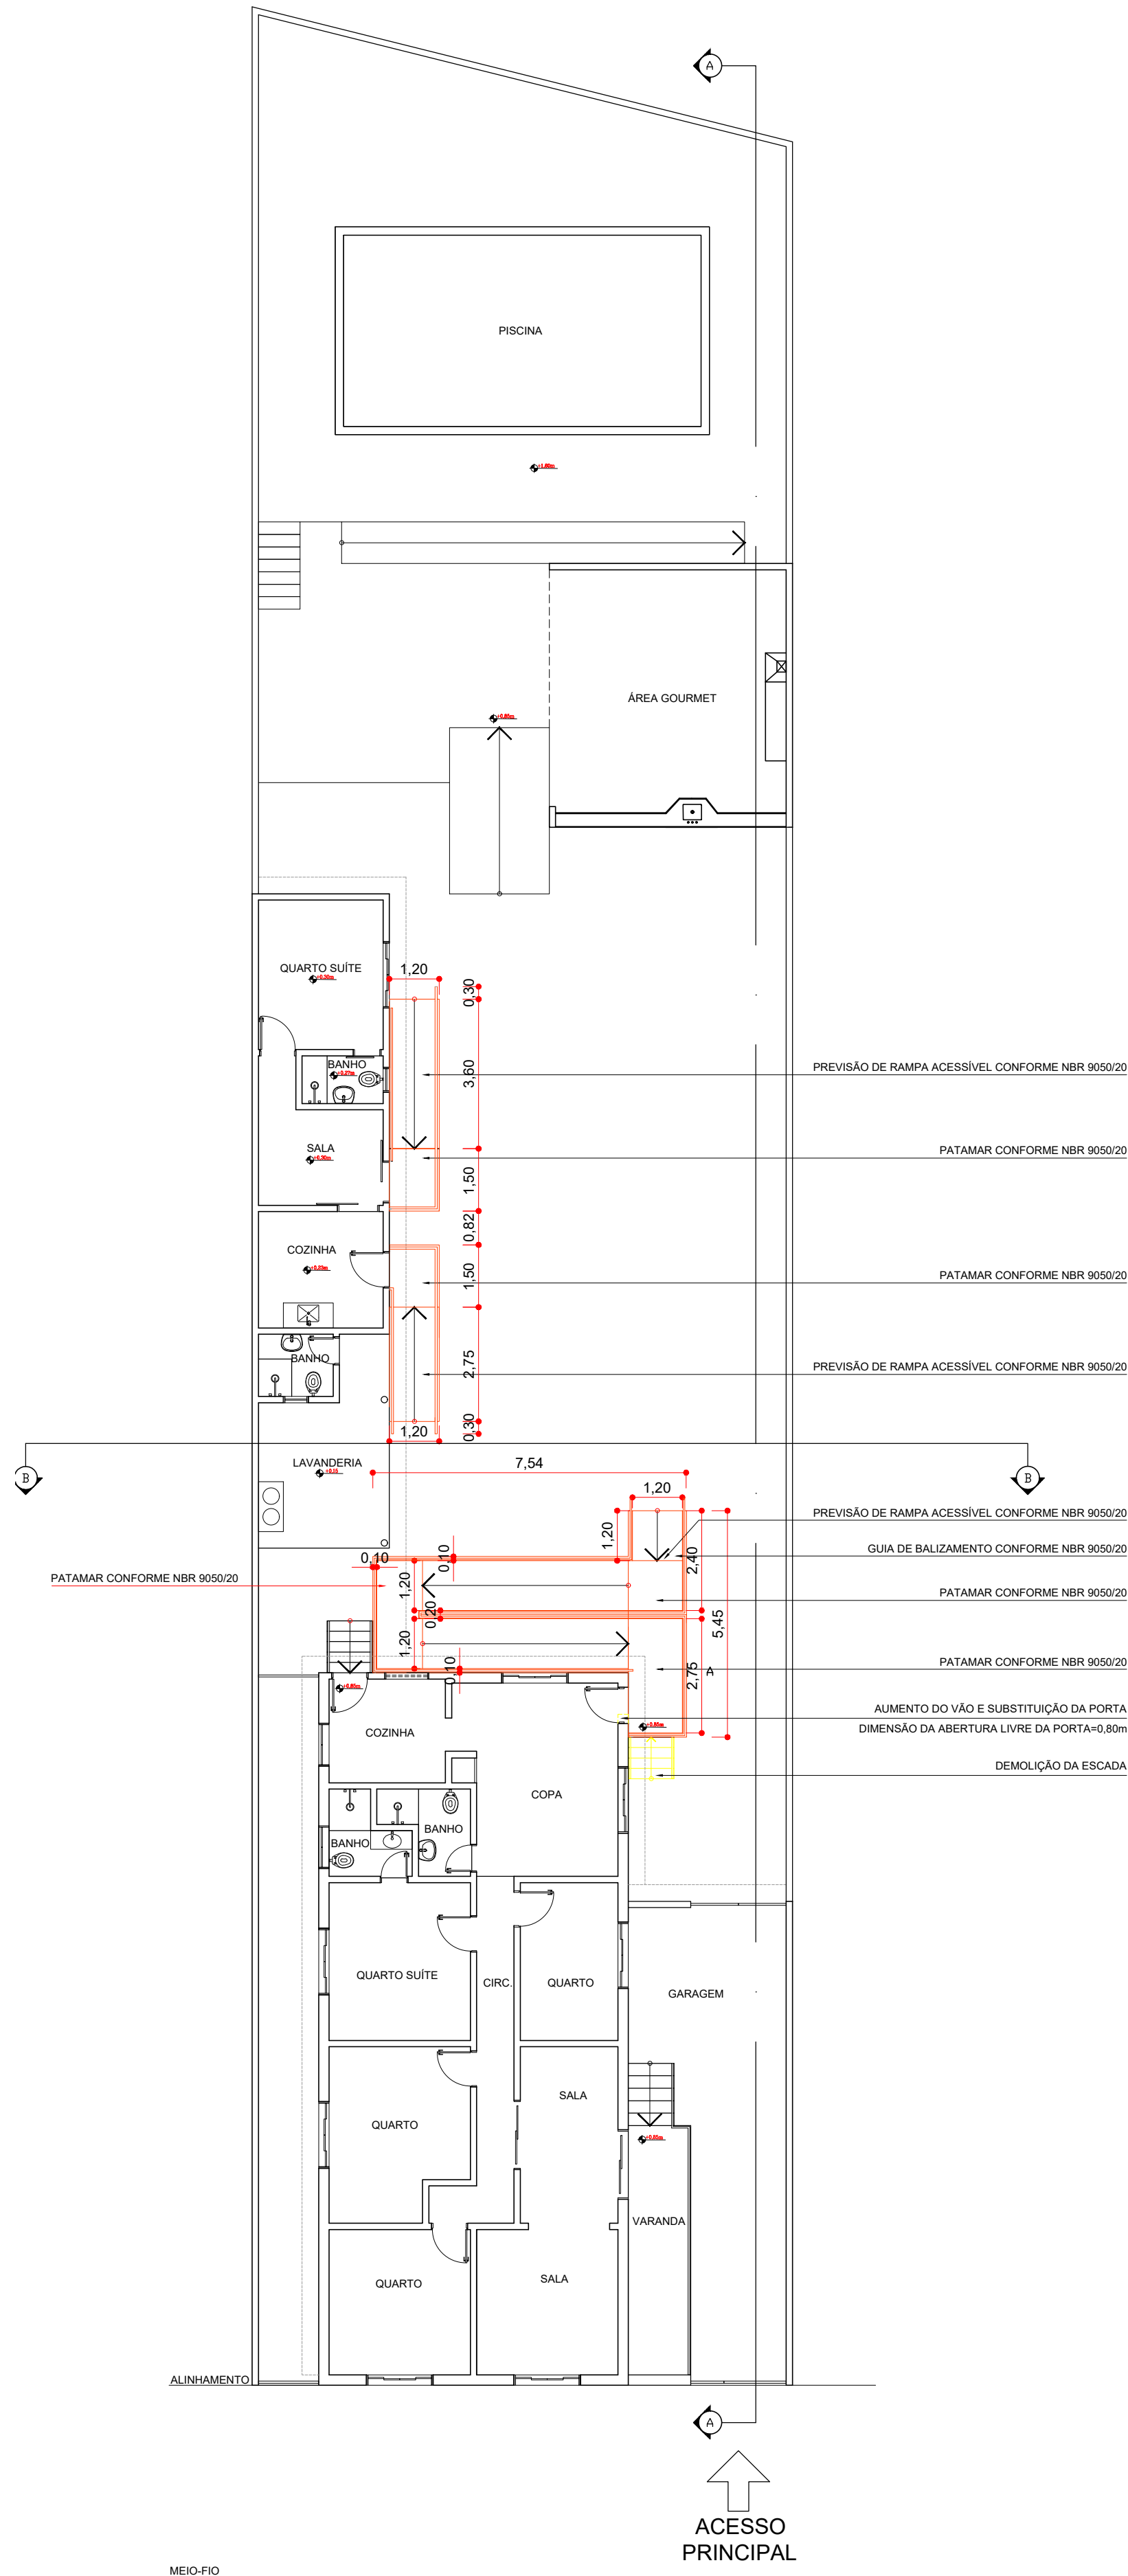 A
PISCINA
+1,60m
ÁREA GOURMET
QUARTO SUÍTE
1,20
0,30
BANHO
3,60
PREVISÃO DE RAMPA ACESSÍVEL CONFORME NBR 9050/20
SALA
PATAMAR CONFORME NBR 9050/20
1,50
0,82
COZINHA
1,50
PATAMAR CONFORME NBR 9050/20
BANHO
2,75
PREVISÃO DE RAMPA ACESSÍVEL CONFORME NBR 9050/20
0,30
1,20
LAVANDERIA
7,54
B
B
+0,15
1,20
PREVISÃO DE RAMPA ACESSÍVEL CONFORME NBR 9050/20
1,20
GUIA DE BALIZAMENTO CONFORME NBR 9050/20
0,10
0,10
2,40
PATAMAR CONFORME NBR 9050/20
1,20
PATAMAR CONFORME NBR 9050/20
0,20
5,45
1,20
PATAMAR CONFORME NBR 9050/20
0,10
2,75
A
AUMENTO DO VÃO E SUBSTITUIÇÃO DA PORTA
DIMENSÃO DA ABERTURA LIVRE DA PORTA=0,80m
COZINHA
DEMOLIÇÃO DA ESCADA
COPA
BANHO
BANHO
QUARTO SUÍTE
CIRC.
QUARTO
GARAGEM
SALA
QUARTO
VARANDA
SALA
QUARTO
ALINHAMENTO
A
ACESSO
PRINCIPAL
MEIO-FIO